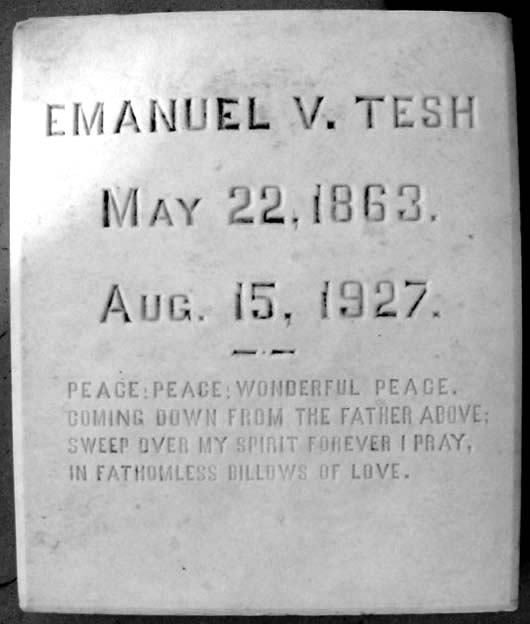 EMANUEL V. TESH
MAY 22, 1863.
AUG. 15, 1927.
PEACE; PEACE; WONDERFUL PEACE.
COMING DOWN FROM THE FATHER ABOVE;
SWEEP OVER MY SPIRIT FOREVER I PRAY,
IN FATHOMLESS BILLOWS OF LOVE.